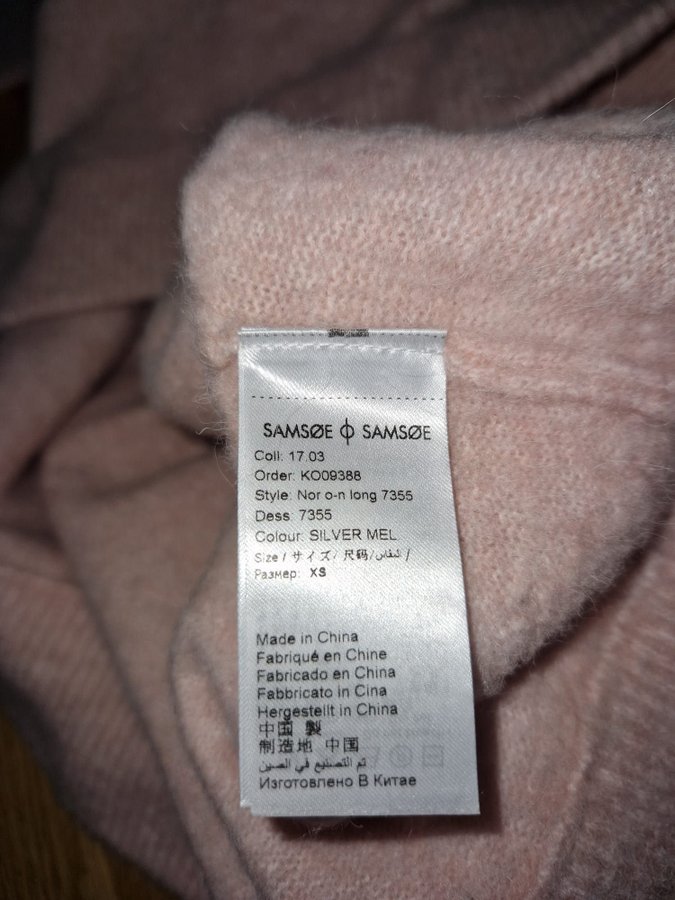 SAMSØE ϕ SAMSØE
Coll: 17.03
Order: KO09388
Style: Nor o-n long 7355
Dess: 7355
Colour: SILVER MEL
Size / サイズ / 尺码 / مقاس /
Размер: XS
Made in China
Fabriqué en Chine
Fabricado en China
Fabbricato in Cina
Hergestellt in China
中国 製
制造地 中国
تم التصنيع في الصين
Изготовлено В Китае